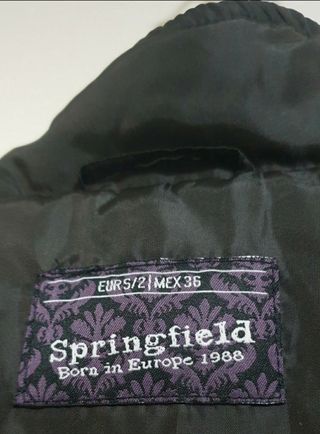 EUR S/2 | MEX 36
Springfield
Born in Europe 1988